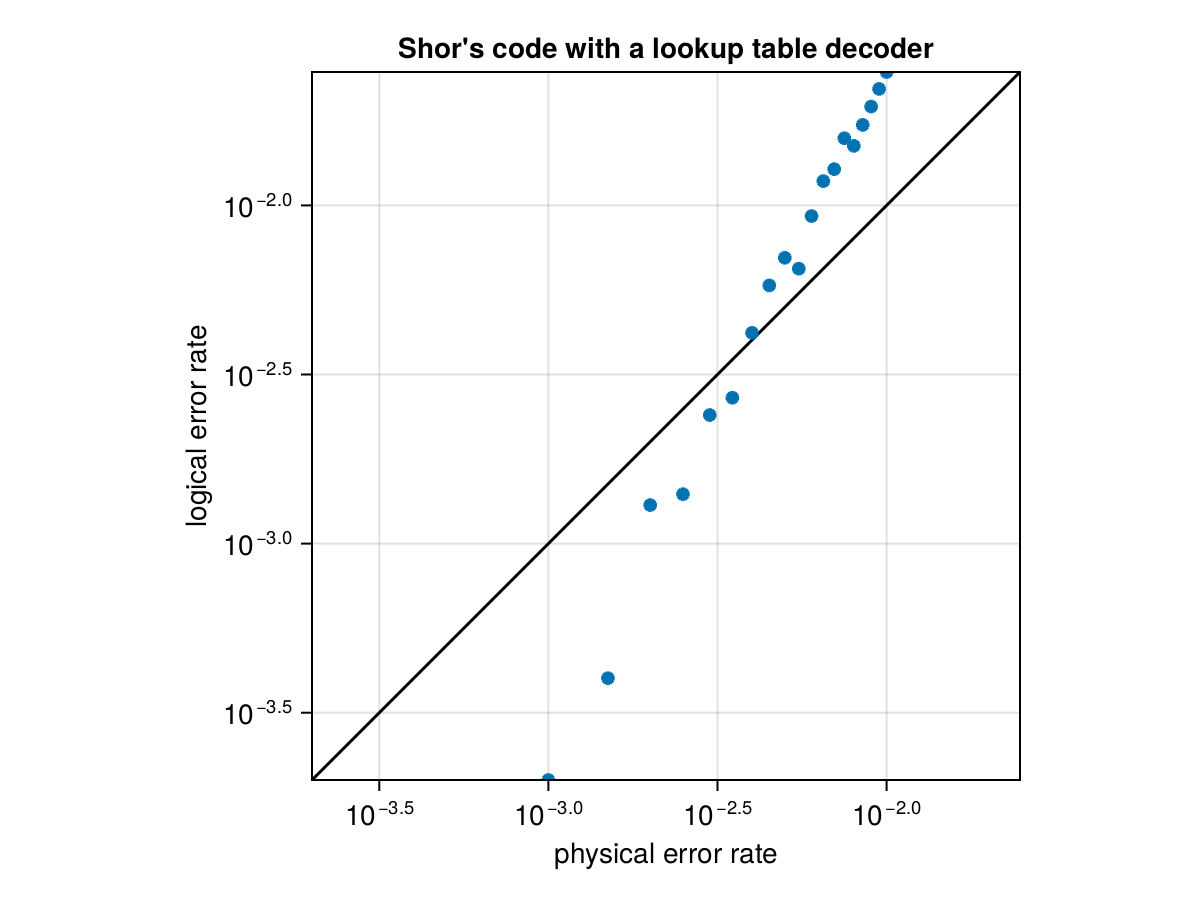 Shor's code with a lookup table decoder
logical error rate
10⁻²·⁰
10⁻²·⁵
10⁻³·⁰
10⁻³·⁵
10⁻³·⁵ 10⁻³·⁰ 10⁻²·⁵ 10⁻²·⁰
physical error rate